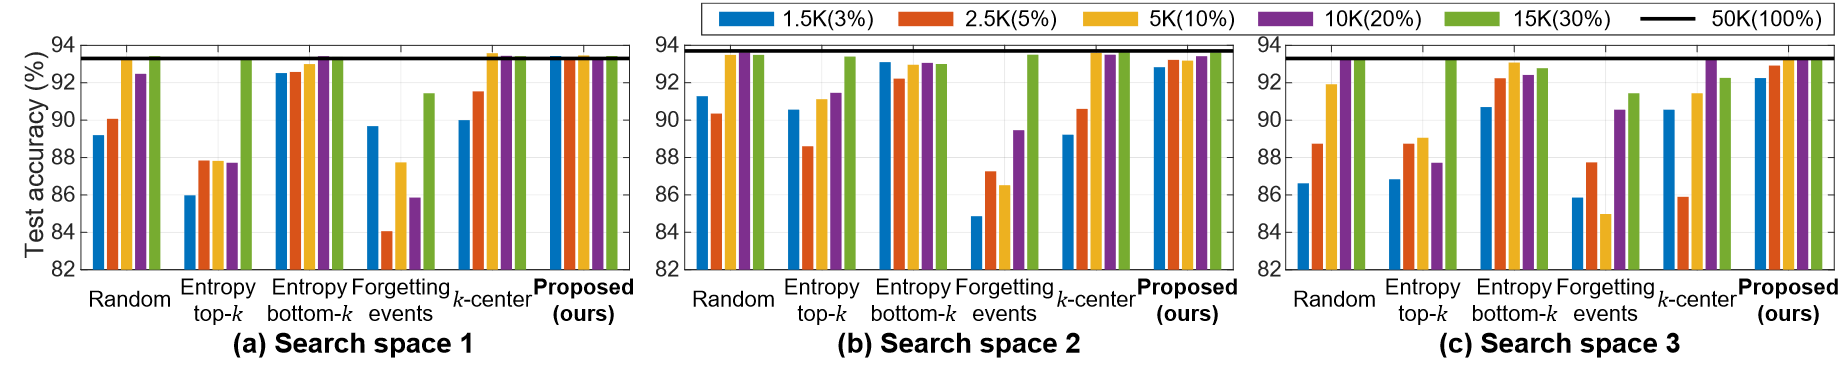 1.5K(3%) 2.5K(5%) 5K(10%) 10K(20%) 15K(30%) 50K(100%)
Test accuracy (%)
94
92
90
88
86
84
82
Random
Entropy
top-k
Entropy
bottom-k
Forgetting
events
k-center
Proposed
(ours)
(a) Search space 1
94
92
90
88
86
84
82
Random
Entropy
top-k
Entropy
bottom-k
Forgetting
events
k-center
Proposed
(ours)
(b) Search space 2
94
92
90
88
86
84
82
Random
Entropy
top-k
Entropy
bottom-k
Forgetting
events
k-center
Proposed
(ours)
(c) Search space 3